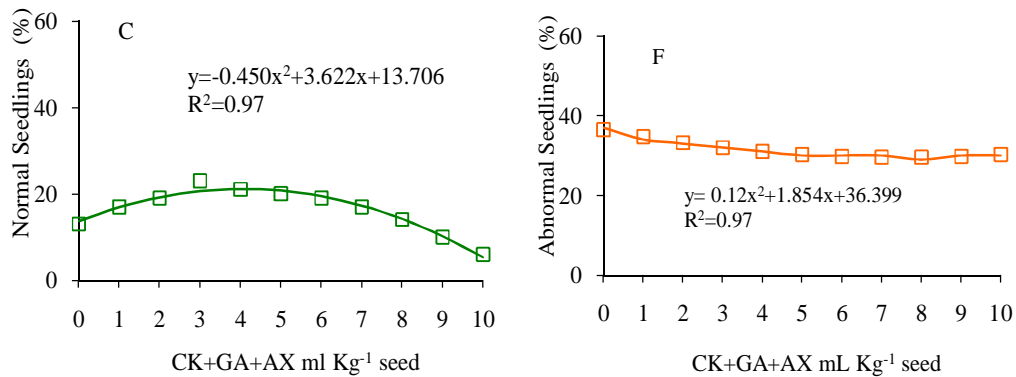 C
Normal Seedlings (%)
60
40
20
0
y=-0.450x²+3.622x+13.706
R²=0.97
0 1 2 3 4 5 6 7 8 9 10
CK+GA+AX ml Kg⁻¹ seed
F
Abnormal Seedlings (%)
60
40
20
0
y= 0.12x²+1.854x+36.399
R²=0.97
0 1 2 3 4 5 6 7 8 9 10
CK+GA+AX mL Kg⁻¹ seed